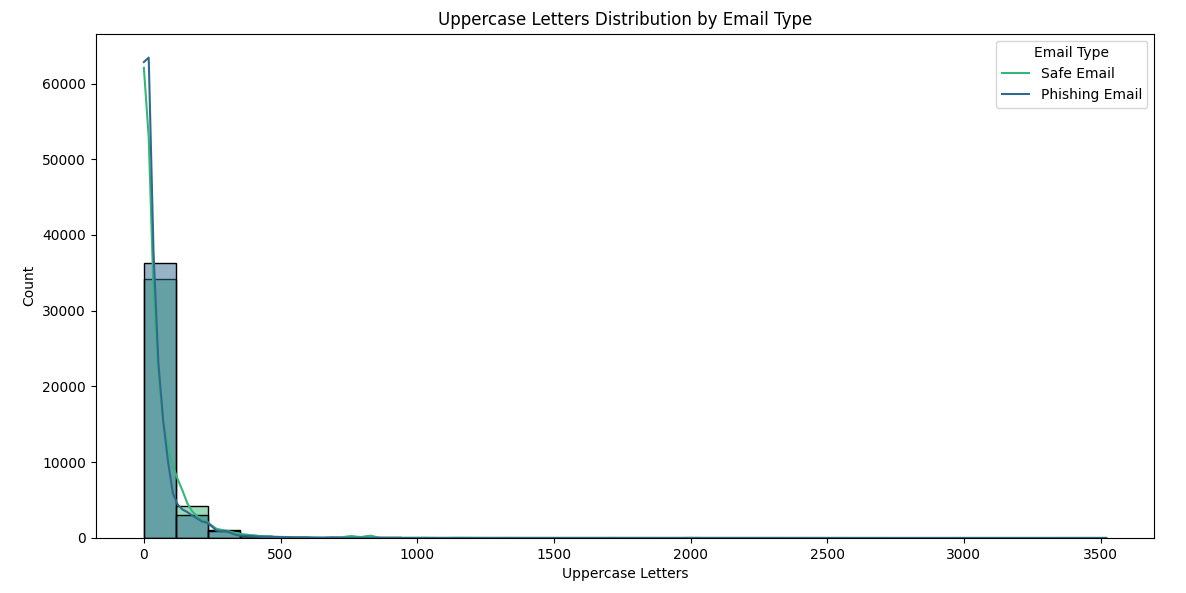 Uppercase Letters Distribution by Email Type
Email Type
Safe Email
Phishing Email
60000
50000
40000
30000
20000
10000
0
Count
0 500 1000 1500 2000 2500 3000 3500
Uppercase Letters